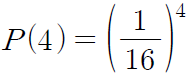 P(4) = (1/16)^4